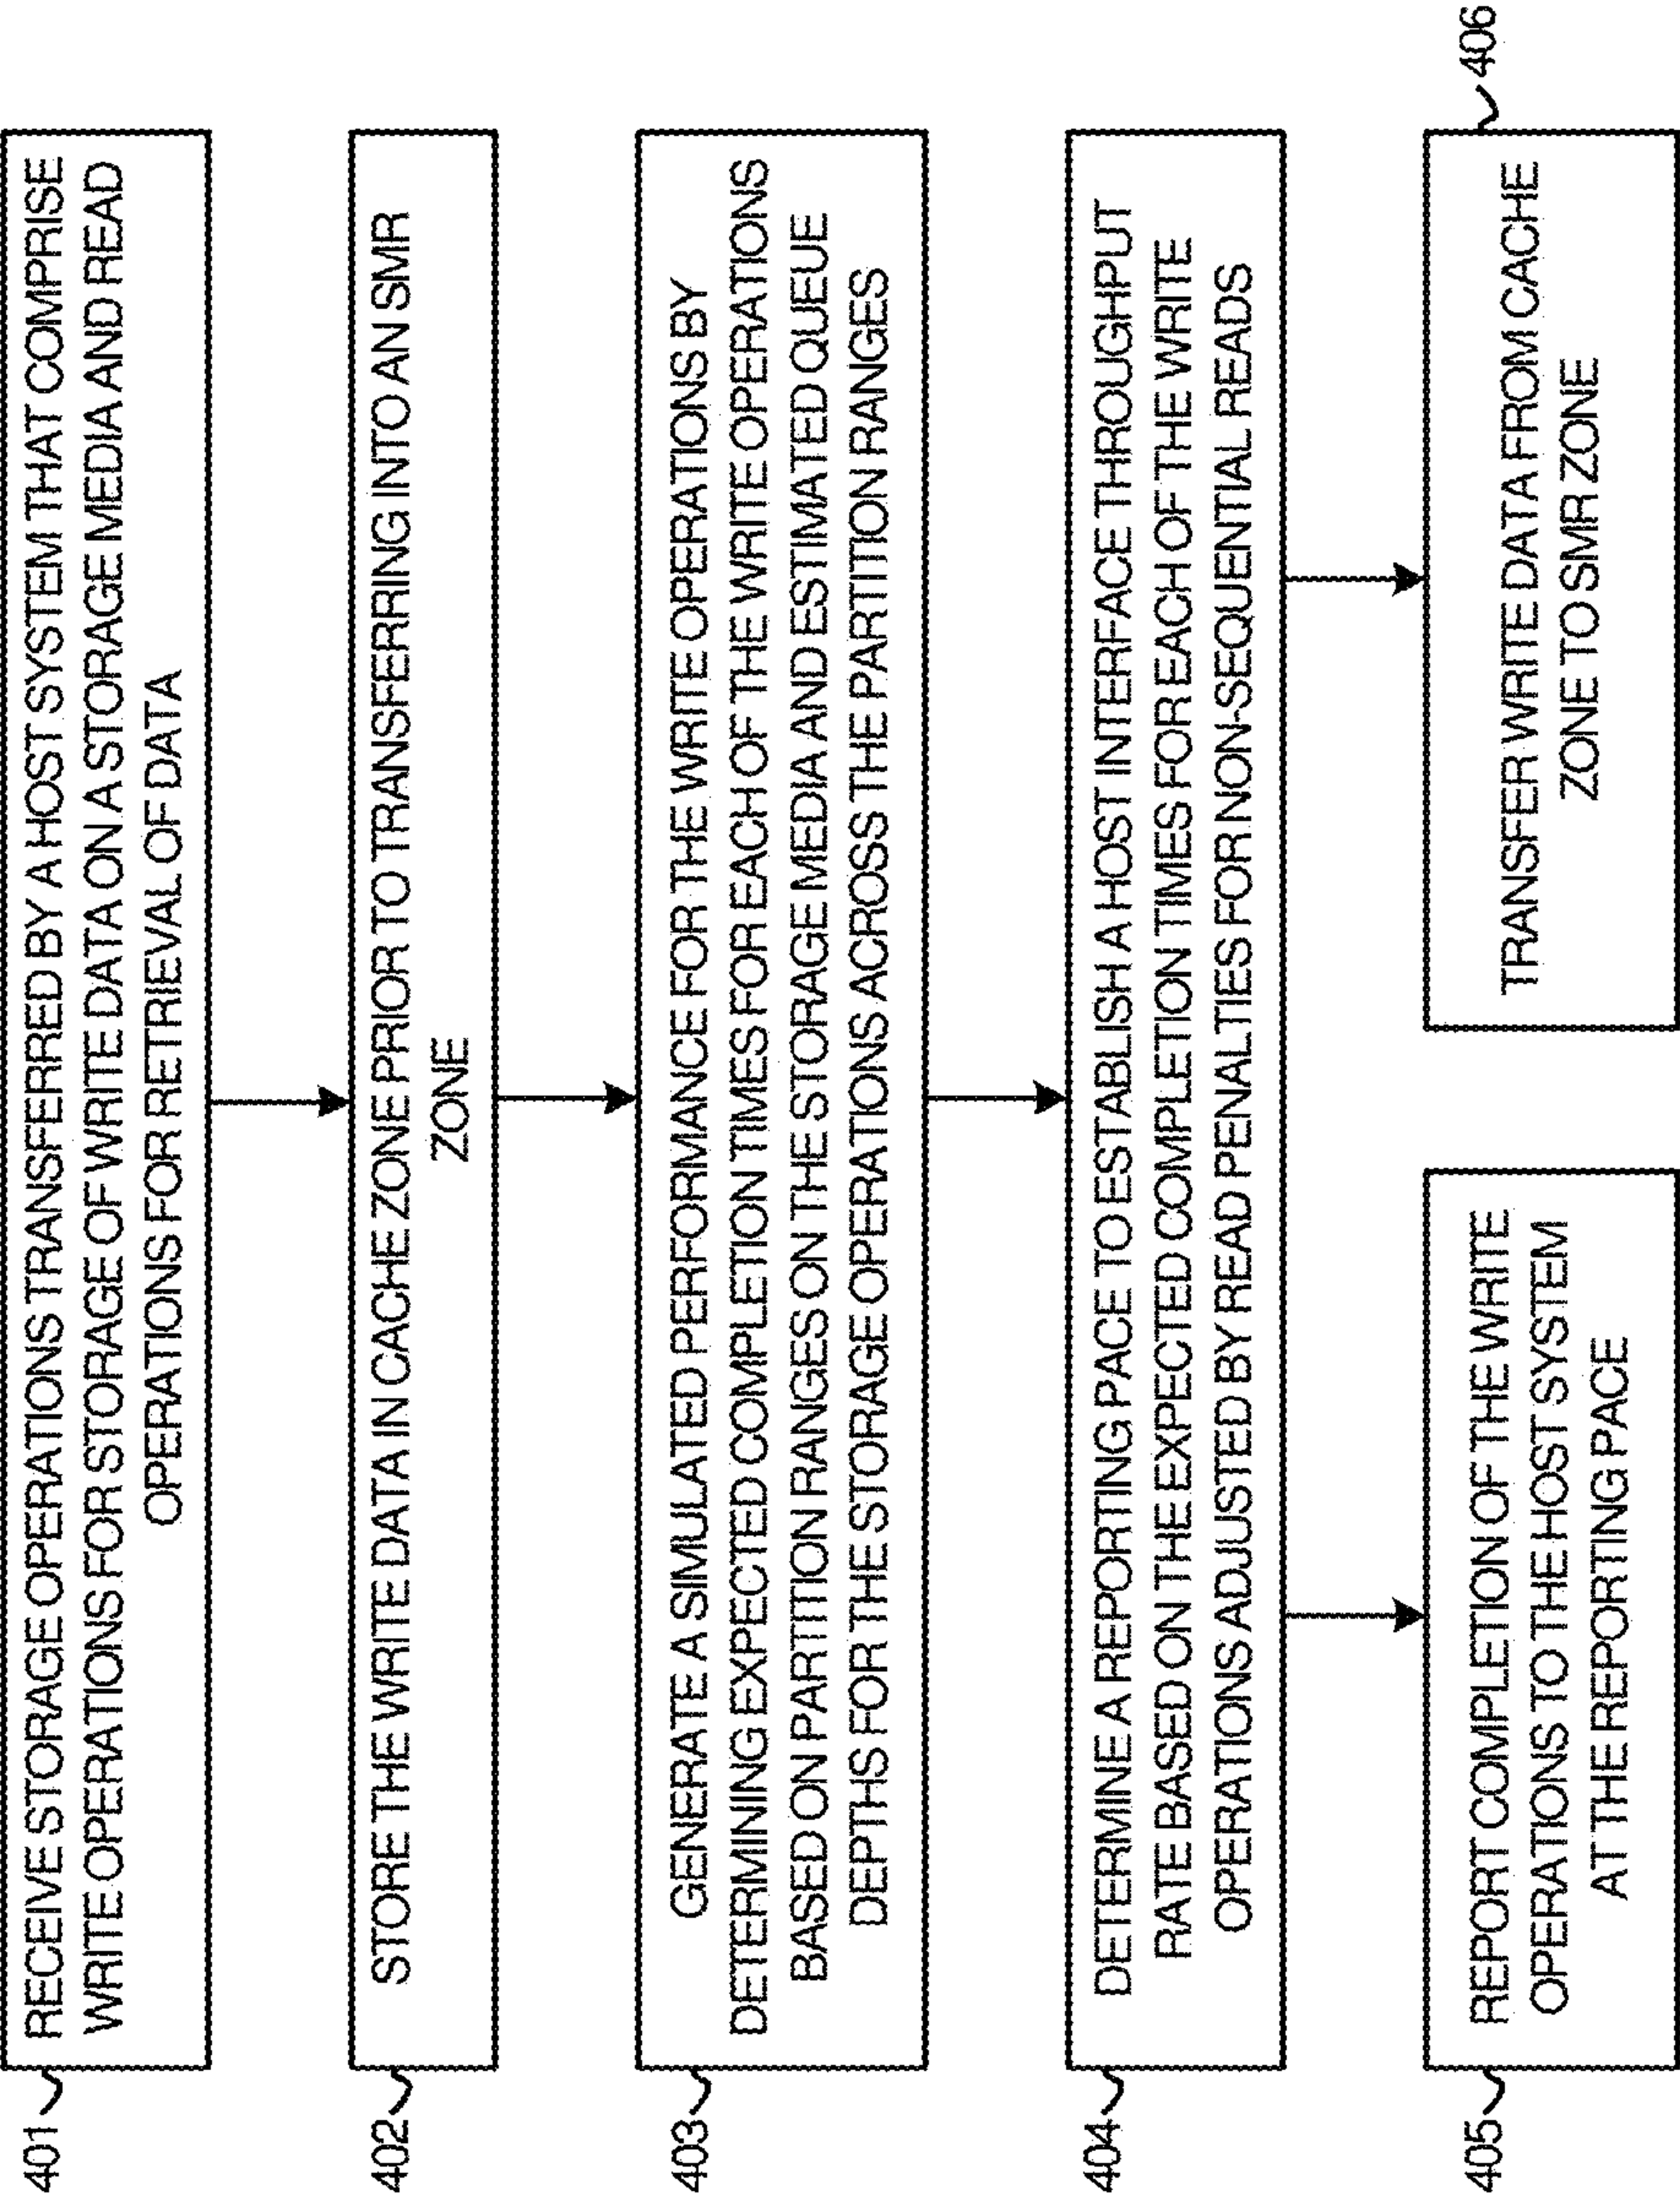 401
RECEIVE STORAGE OPERATIONS TRANSFERRED BY A HOST SYSTEM THAT COMPRISE
WRITE OPERATIONS FOR STORAGE OF WRITE DATA ON A STORAGE MEDIA AND READ
OPERATIONS FOR RETRIEVAL OF DATA
402
STORE THE WRITE DATA IN CACHE ZONE PRIOR TO TRANSFERRING INTO AN SMR
ZONE
403
GENERATE A SIMULATED PERFORMANCE FOR THE WRITE OPERATIONS BY
DETERMINING EXPECTED COMPLETION TIMES FOR EACH OF THE WRITE OPERATIONS
BASED ON PARTITION RANGES ON THE STORAGE MEDIA AND ESTIMATED QUEUE
DEPTHS FOR THE STORAGE OPERATIONS ACROSS THE PARTITION RANGES
404
DETERMINE A REPORTING PACE TO ESTABLISH A HOST INTERFACE THROUGHPUT
RATE BASED ON THE EXPECTED COMPLETION TIMES FOR EACH OF THE WRITE
OPERATIONS ADJUSTED BY READ PENALTIES FOR NON-SEQUENTIAL READS
405
REPORT COMPLETION OF THE WRITE
OPERATIONS TO THE HOST SYSTEM
AT THE REPORTING PACE
406
TRANSFER WRITE DATA FROM CACHE
ZONE TO SMR ZONE